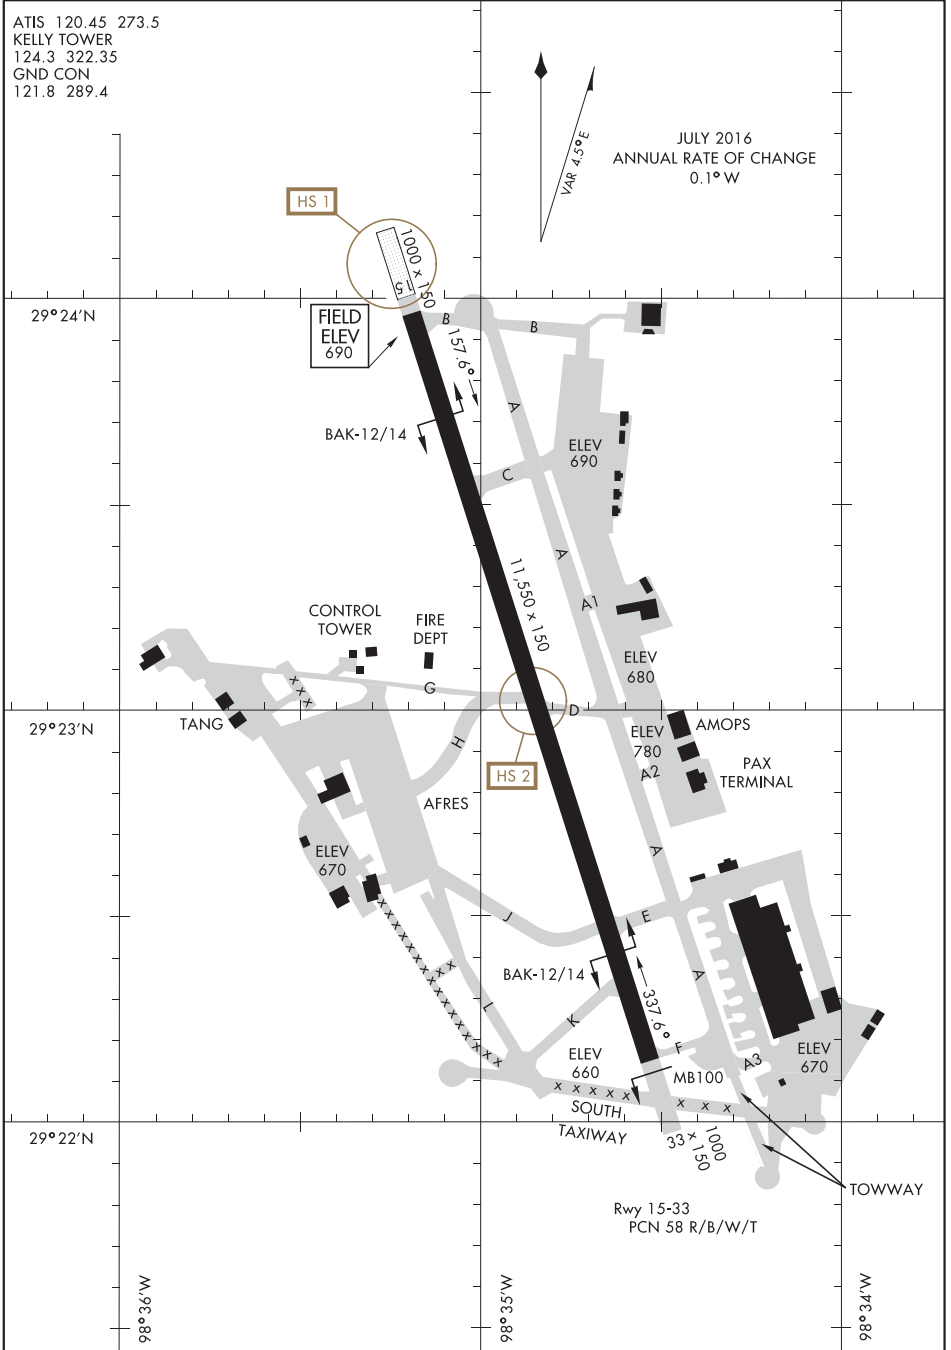 ATIS 120.45 273.5
KELLY TOWER
124.3 322.35
GND CON
121.8 289.4
VAR 4.5° E
JULY 2016
ANNUAL RATE OF CHANGE
0.1° W
HS 1
1000 x 150
15
29°24'N
FIELD
ELEV
690
B
B
157.6°
A
BAK-12/14
ELEV
690
C
A
11,550 x 150
A1
CONTROL
TOWER
FIRE
DEPT
ELEV
680
G
D
29°23'N
TANG
H
AMOPS
ELEV
780
A2
PAX
TERMINAL
HS 2
AFRES
ELEV
670
A
J
E
BAK-12/14
A
337.6°
L
K
F
ELEV
660
A3
ELEV
670
MB100
x x x x x
x x x
SOUTH
TAXIWAY
29°22'N
33
1000
x 150
TOWWAY
Rwy 15-33
PCN 58 R/B/W/T
98°36'W
98°35'W
98°34'W